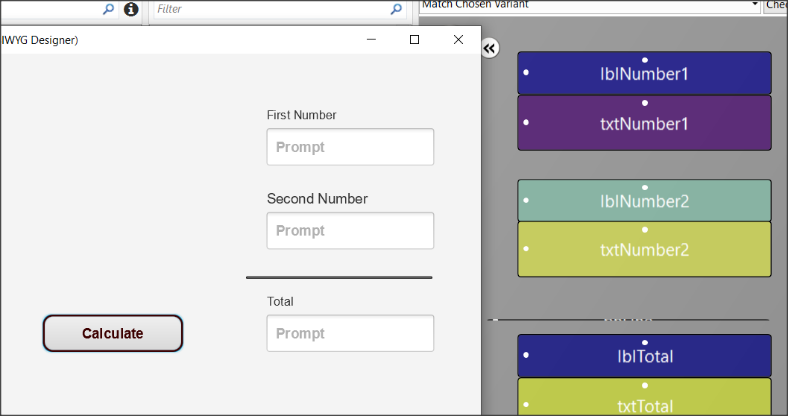 Filter
Match Chosen Variant
Chec
IWYG Designer)
First Number
Prompt
Second Number
Prompt
Total
Calculate
Prompt
lblNumber1
txtNumber1
lblNumber2
txtNumber2
lblTotal
txtTotal